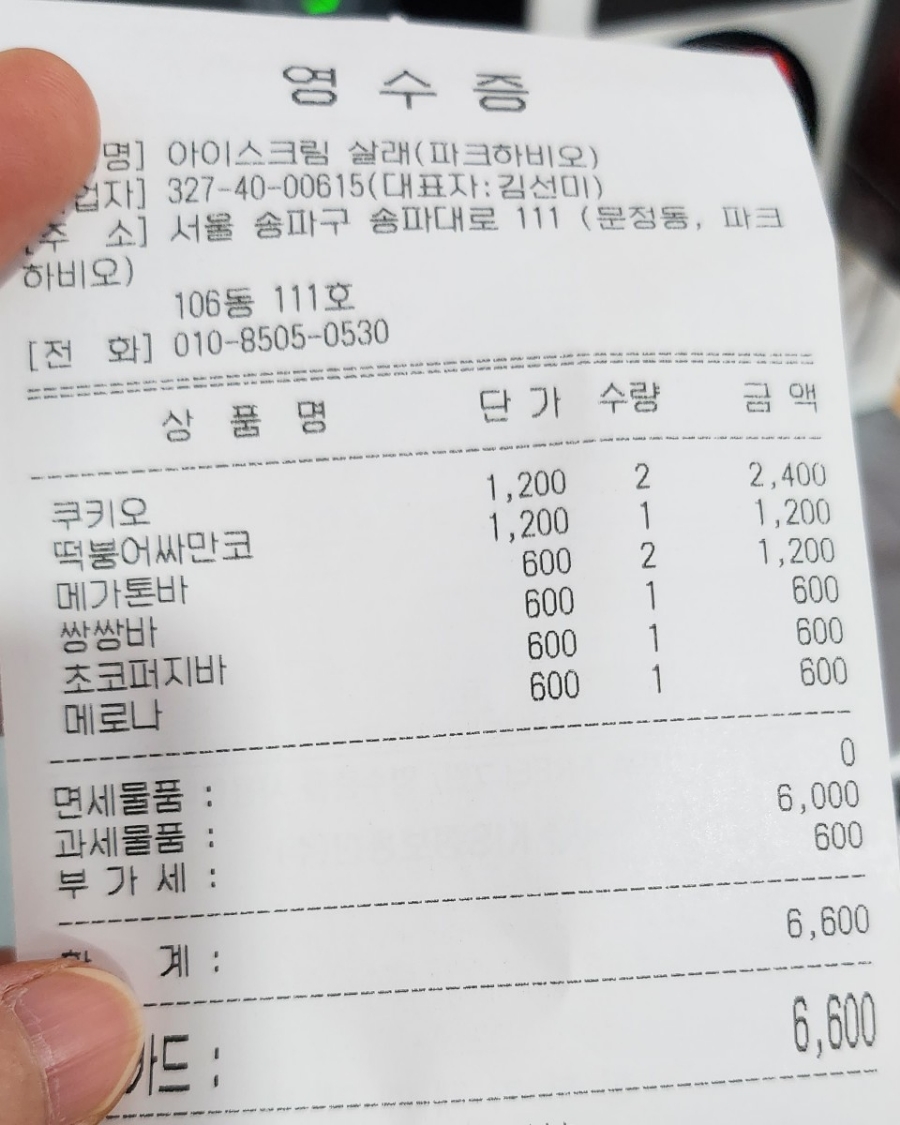 영 수 증
명] 아이스크림 살래(파크하비오)
업자] 327-40-00615(대표자:김선미)
[주 소] 서울 송파구 송파대로 111 (문정동, 파크
하비오)
106동 111호
[전 화] 010-8505-0530
상 품 명 단 가 수량 금 액
쿠키오 1,200 2 2,400
떡붕어싸만코 1,200 1 1,200
메가톤바 600 2 1,200
쌍쌍바 600 1 600
초코퍼지바 600 1 600
메로나 600 1 600
면세물품 : 0
과세물품 : 6,000
부 가 세 : 600
계 : 6,600
카드 : 6,600